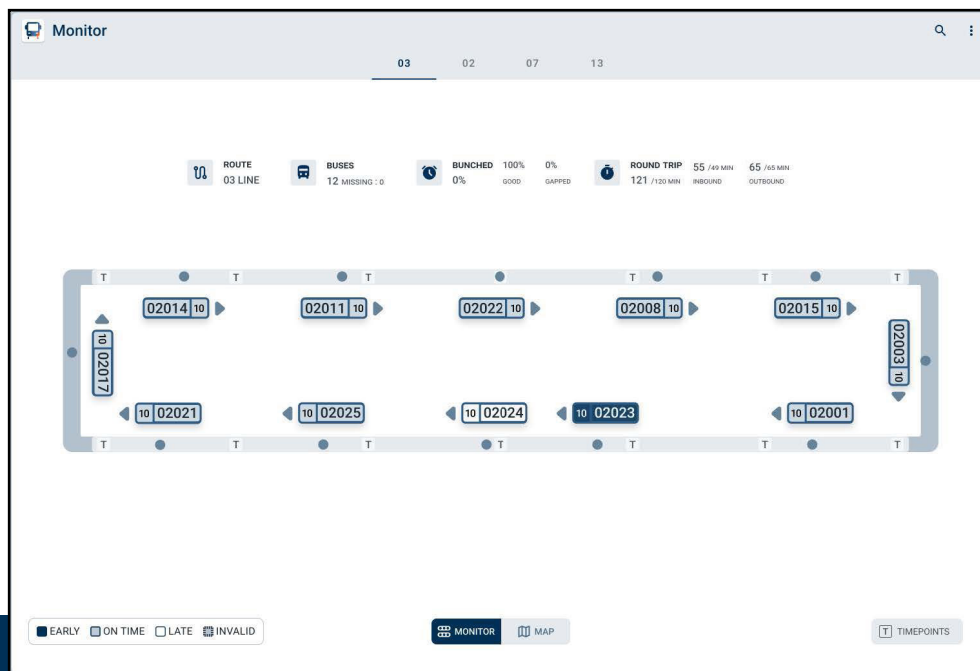 Monitor
03 02 07 13
ROUTE
03 LINE
BUSES
12 MISSING : 0
BUNCHED 100% 0%
0% GOOD GAPPED
ROUND TRIP 55 /49 MIN 65 /65 MIN
121 /120 MIN INBOUND OUTBOUND
T T T T T T
02014 10 02011 10 02022 10 02008 10 02015 10
10 02017
02003 10
10 02021 10 02025 10 02024 10 02023 10 02001
T T T T T T T
EARLY ON TIME LATE INVALID
MONITOR MAP
T TIMEPOINTS